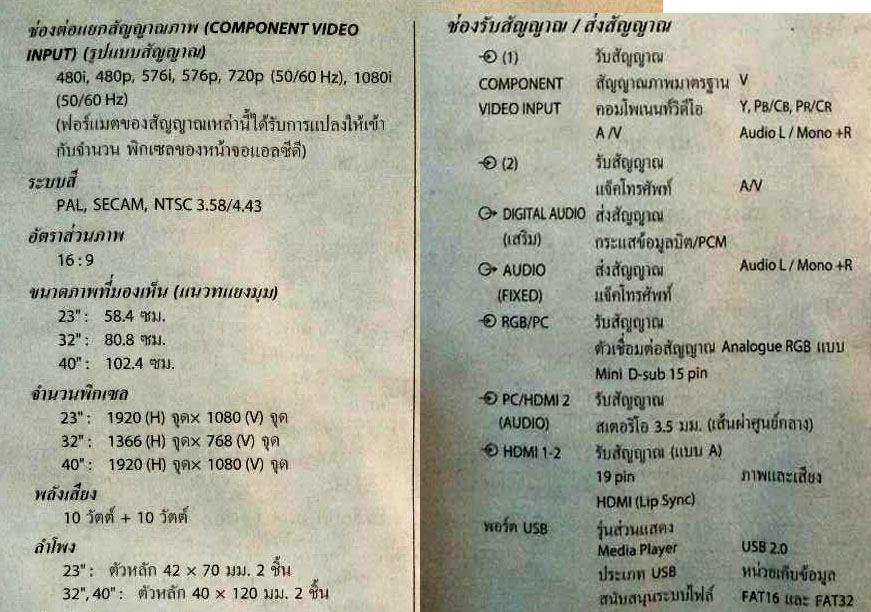 ช่องต่อแยกสัญญาณภาพ (COMPONENT VIDEO
INPUT) (รูปแบบสัญญาณ)
480i, 480p, 576i, 576p, 720p (50/60 Hz), 1080i
(50/60 Hz)
(ฟอร์แมตของสัญญาณเหล่านี้ได้รับการแปลงให้เข้า
กับจำนวน พิกเซลของหน้าจอแอลซีดี)
ระบบสี
PAL, SECAM, NTSC 3.58/4.43
อัตราส่วนภาพ
16 : 9
ขนาดภาพที่มองเห็น (แนวทแยงมุม)
23" : 58.4 ซม.
32" : 80.8 ซม.
40" : 102.4 ซม.
จำนวนพิกเซล
23" : 1920 (H) จุด× 1080 (V) จุด
32" : 1366 (H) จุด× 768 (V) จุด
40" : 1920 (H) จุด× 1080 (V) จุด
พลังเสียง
10 วัตต์ + 10 วัตต์
ลำโพง
23" : ตัวหลัก 42 × 70 มม. 2 ชิ้น
32", 40" : ตัวหลัก 40 × 120 มม. 2 ชิ้น
ช่องรับสัญญาณ / ส่งสัญญาณ
(1) รับสัญญาณ
COMPONENT สัญญาณภาพมาตรฐาน V
VIDEO INPUT คอมโพเนนท์วิดีโอ Y, PB/CB, PR/CR
A /V Audio L / Mono +R
(2) รับสัญญาณ
แจ็คโทรศัพท์ A/V
DIGITAL AUDIO ส่งสัญญาณ
(เสริม) กระแสข้อมูลบิต/PCM
AUDIO ส่งสัญญาณ Audio L / Mono +R
(FIXED) แจ็คโทรศัพท์
RGB/PC รับสัญญาณ
ตัวเชื่อมต่อสัญญาณ Analogue RGB แบบ
Mini D-sub 15 pin
PC/HDMI 2 รับสัญญาณ
(AUDIO) สเตอริโอ 3.5 มม. (เส้นผ่าศูนย์กลาง)
HDMI 1-2 รับสัญญาณ (แบบ A)
19 pin ภาพและเสียง
HDMI (Lip Sync)
พอร์ต USB รุ่นส่วนแสดง
Media Player USB 2.0
ประเภท USB หน่วยเก็บข้อมูล
สนับสนุนระบบไฟล์ FAT16 และ FAT32